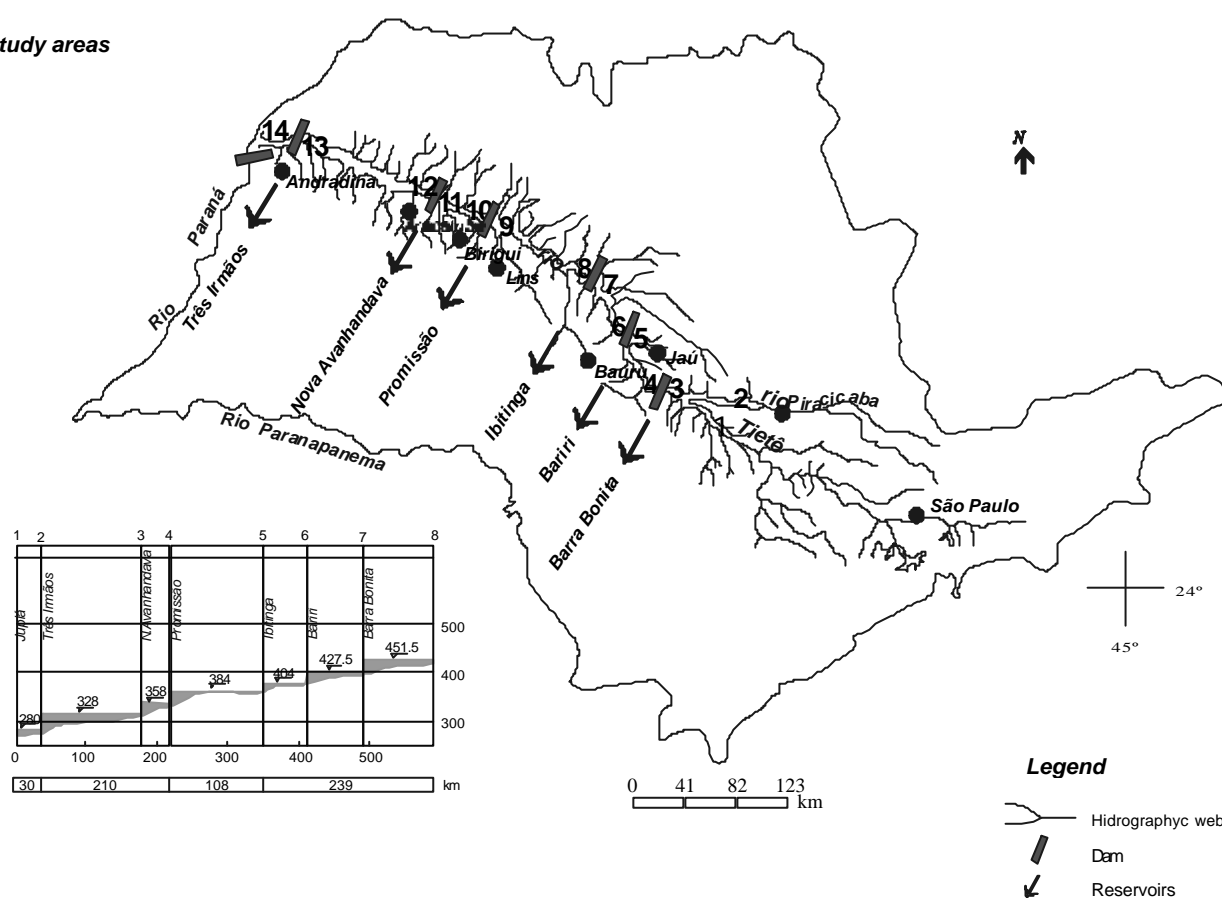 tudy areas
N
14
13
Andradina
12
11
10
9
Birigui
Lins
8
7
6
5
Jaú
Bauru
4
3
2
rio
Piracicaba
1
Tietê
São Paulo
Rio Paraná
Três Irmãos
Nova Avanhandava
Promissão
Ibitinga
Bariri
Barra Bonita
Rio Paranapanema
24°
45°
1 2 3 4 5 6 7 8
Jupiá
Três Irmãos
N.Avanhandava
Promissao
Ibitinga
Bariri
Barra Bonita
500
451.5
427.5
400
404
384
358
328
300
280
0 100 200 300 400 500
30 210 108 239 km
0 41 82 123
km
Legend
Hidrographyc web
Dam
Reservoirs